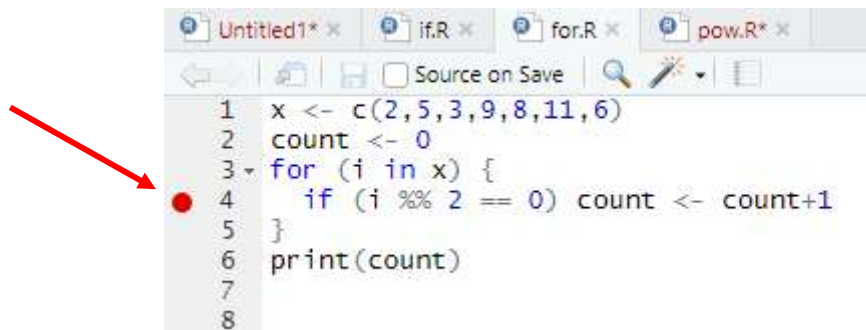 Untitled1* × if.R × for.R × pow.R* ×
Source on Save
1 x <- c(2,5,3,9,8,11,6)
2 count <- 0
3 for (i in x) {
4   if (i %% 2 == 0) count <- count+1
5 }
6 print(count)
7
8